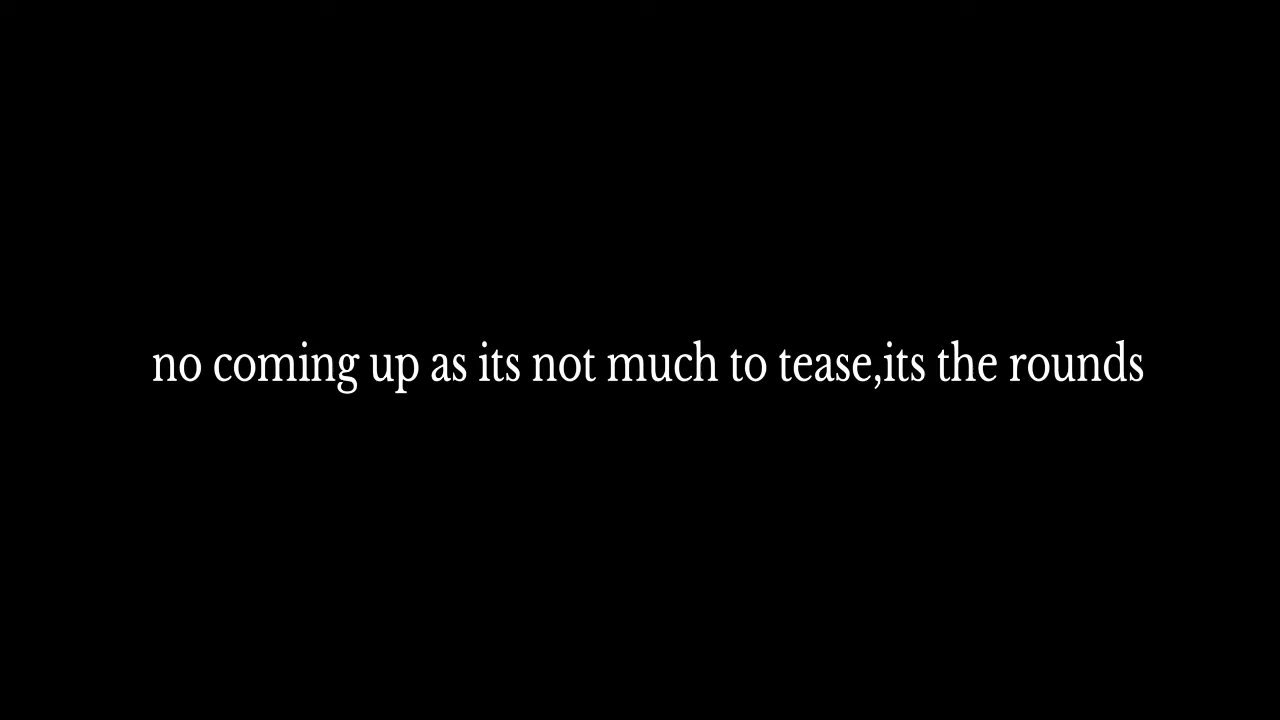 no coming up as its not much to tease,its the rounds